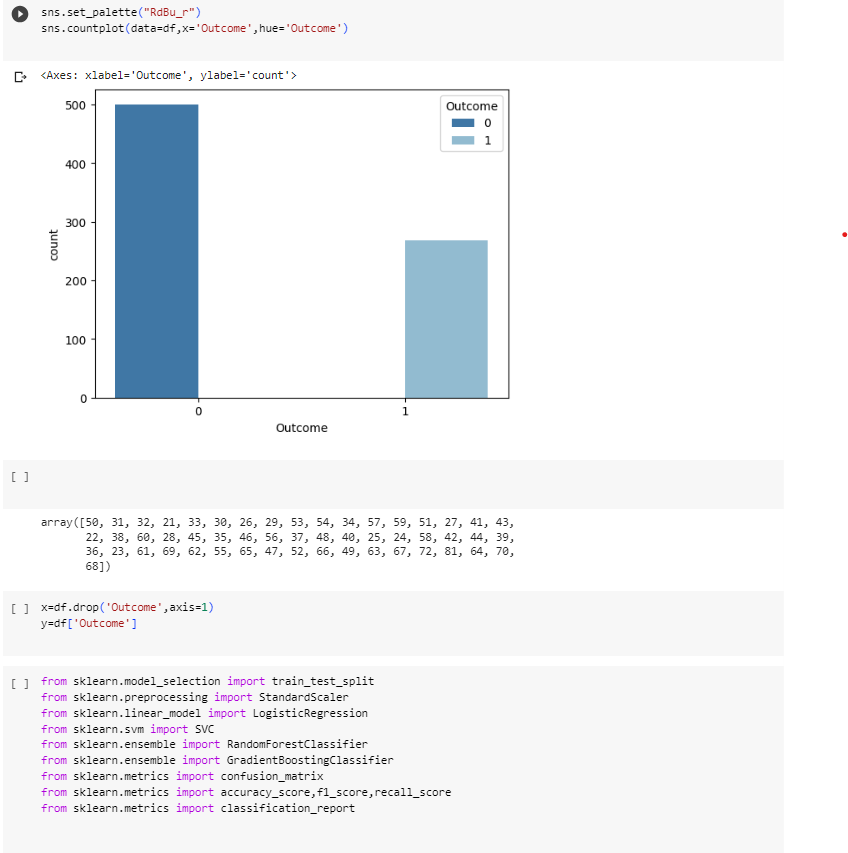 sns.set_palette("RdBu_r")
sns.countplot(data=df,x='Outcome',hue='Outcome')
<Axes: xlabel='Outcome', ylabel='count'>
500
400
300
200
100
0
count
Outcome
0
1
0
1
Outcome
[ ]
array([50, 31, 32, 21, 33, 30, 26, 29, 53, 54, 34, 57, 59, 51, 27, 41, 43,
22, 38, 60, 28, 45, 35, 46, 56, 37, 48, 40, 25, 24, 58, 42, 44, 39,
36, 23, 61, 69, 62, 55, 65, 47, 52, 66, 49, 63, 67, 72, 81, 64, 70,
68])
[ ] x=df.drop('Outcome',axis=1)
y=df['Outcome']
[ ] from sklearn.model_selection import train_test_split
from sklearn.preprocessing import StandardScaler
from sklearn.linear_model import LogisticRegression
from sklearn.svm import SVC
from sklearn.ensemble import RandomForestClassifier
from sklearn.ensemble import GradientBoostingClassifier
from sklearn.metrics import confusion_matrix
from sklearn.metrics import accuracy_score,f1_score,recall_score
from sklearn.metrics import classification_report